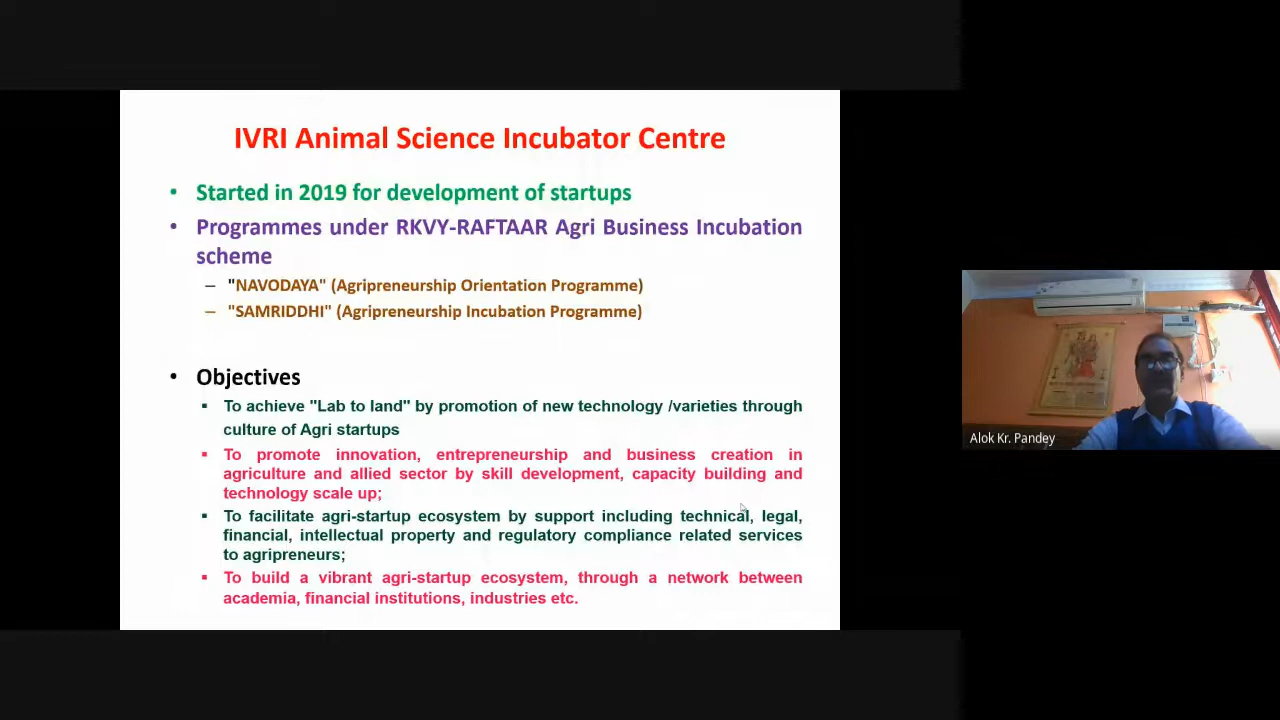 IVRI Animal Science Incubator Centre
• Started in 2019 for development of startups
• Programmes under RKVY-RAFTAAR Agri Business Incubation
scheme
– "NAVODAYA" (Agripreneurship Orientation Programme)
– "SAMRIDDHI" (Agripreneurship Incubation Programme)
• Objectives
▪ To achieve "Lab to land" by promotion of new technology /varieties through
culture of Agri startups
▪ To promote innovation, entrepreneurship and business creation in
agriculture and allied sector by skill development, capacity building and
technology scale up;
▪ To facilitate agri-startup ecosystem by support including technical, legal,
financial, intellectual property and regulatory compliance related services
to agripreneurs;
▪ To build a vibrant agri-startup ecosystem, through a network between
academia, financial institutions, industries etc.
Alok Kr. Pandey